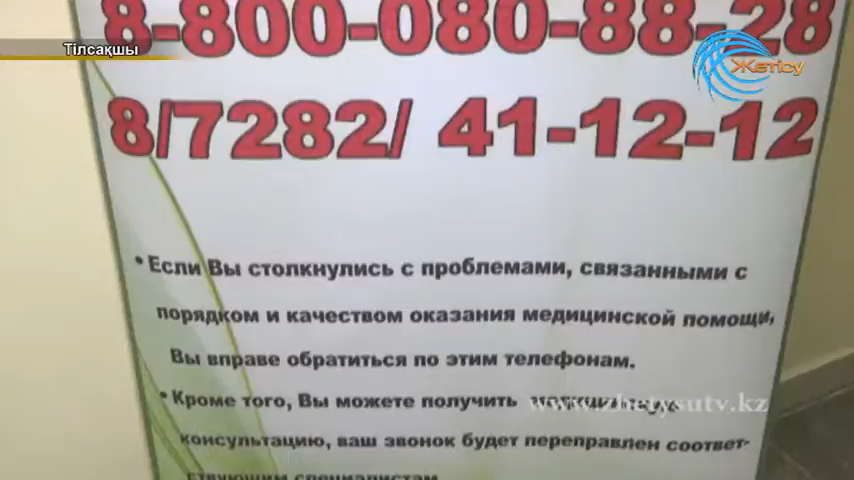 8-800-080-88-28
Тілсақшы
Жетісу
8/7282/ 41-12-12
• Если Вы столкнулись с проблемами, связанными с
порядком и качеством оказания медицинской помощи,
Вы вправе обратиться по этим телефонам.
• Кроме того, Вы можете получить
www.zhetysutv.kz
консультацию, ваш звонок будет переправлен соответ-
ствующим специалистам